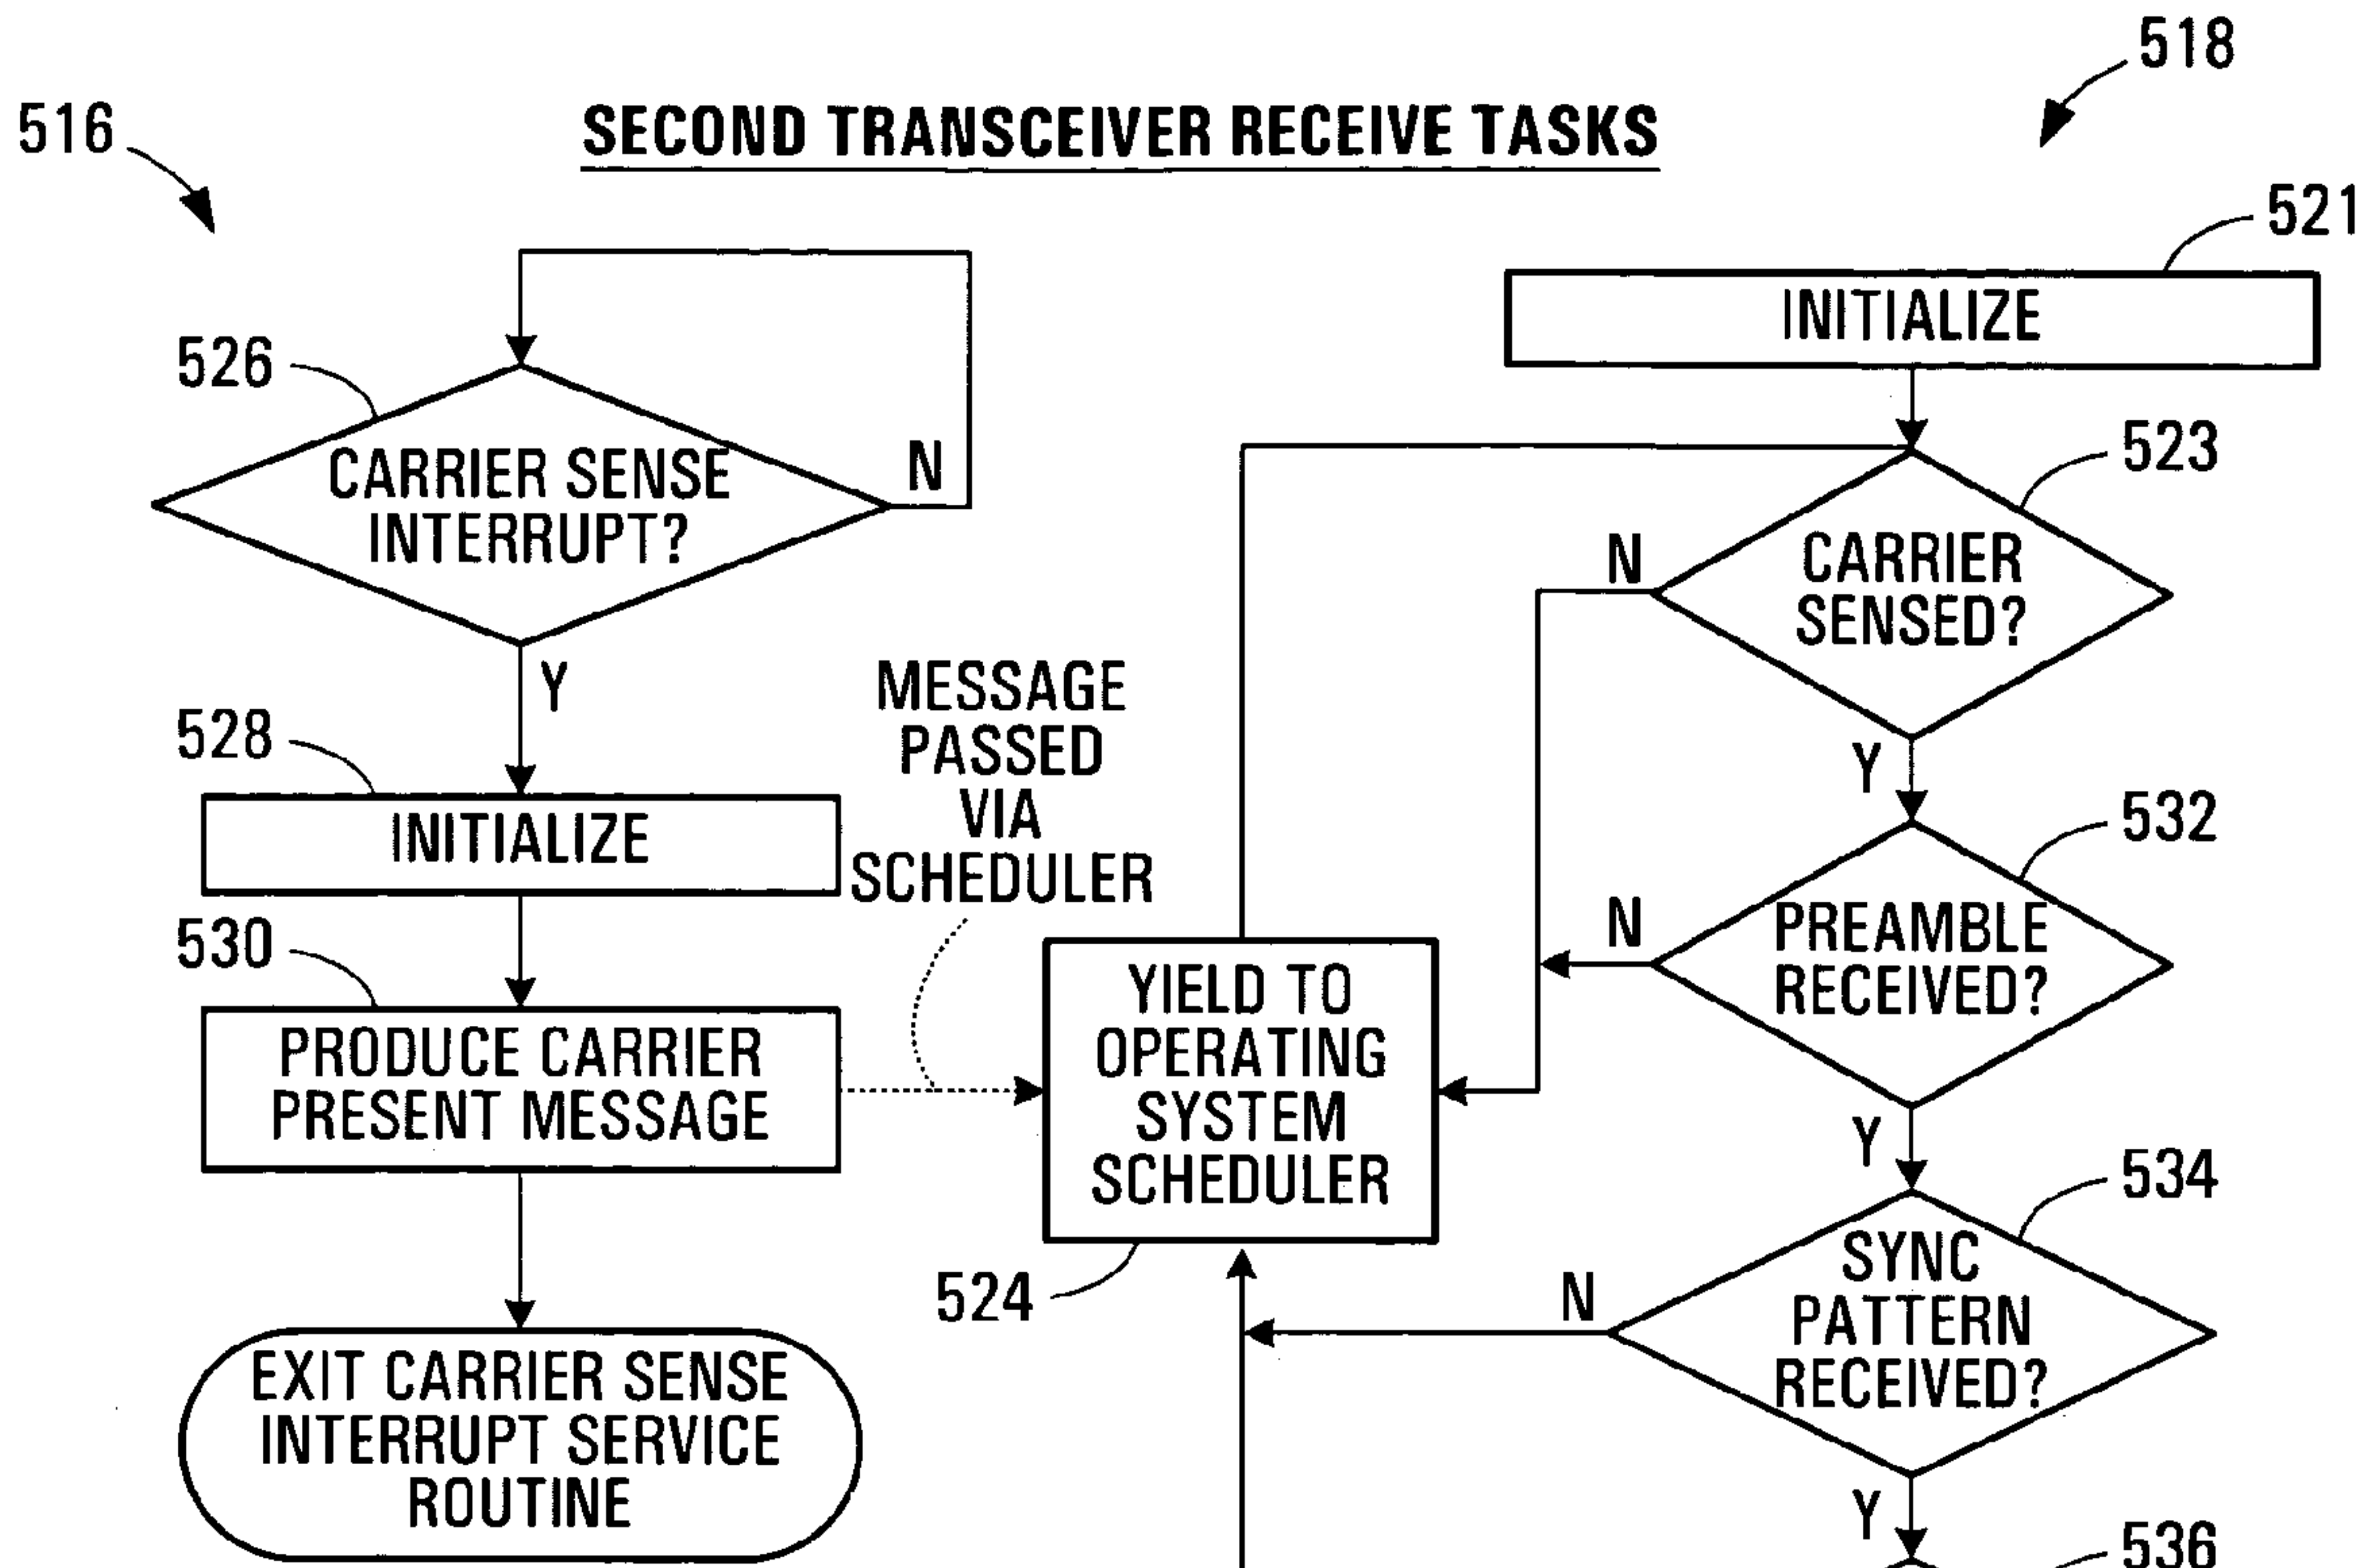 518
516
SECOND TRANSCEIVER RECEIVE TASKS
521
INITIALIZE
526
CARRIER SENSE
INTERRUPT?
N
Y
528
INITIALIZE
530
PRODUCE CARRIER
PRESENT MESSAGE
EXIT CARRIER SENSE
INTERRUPT SERVICE
ROUTINE
MESSAGE
PASSED
VIA
SCHEDULER
YIELD TO
OPERATING
SYSTEM
SCHEDULER
524
523
CARRIER
SENSED?
N
Y
532
PREAMBLE
RECEIVED?
N
Y
534
SYNC
PATTERN
RECEIVED?
N
Y
536